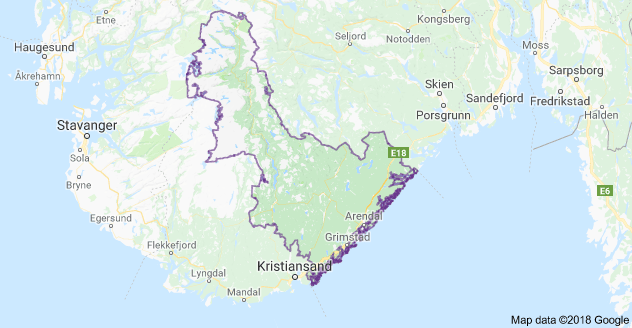 Etne
Kongsberg
Haugesund
Seljord
Notodden
Moss
Åkrehamn
Skien
Sarpsborg
Sandefjord
Fredrikstad
Porsgrunn
Halden
Stavanger
Sola
E18
Bryne
E6
Arendal
Egersund
Grimstad
Flekkefjord
Kristiansand
Lyngdal
Mandal
Map data ©2018 Google